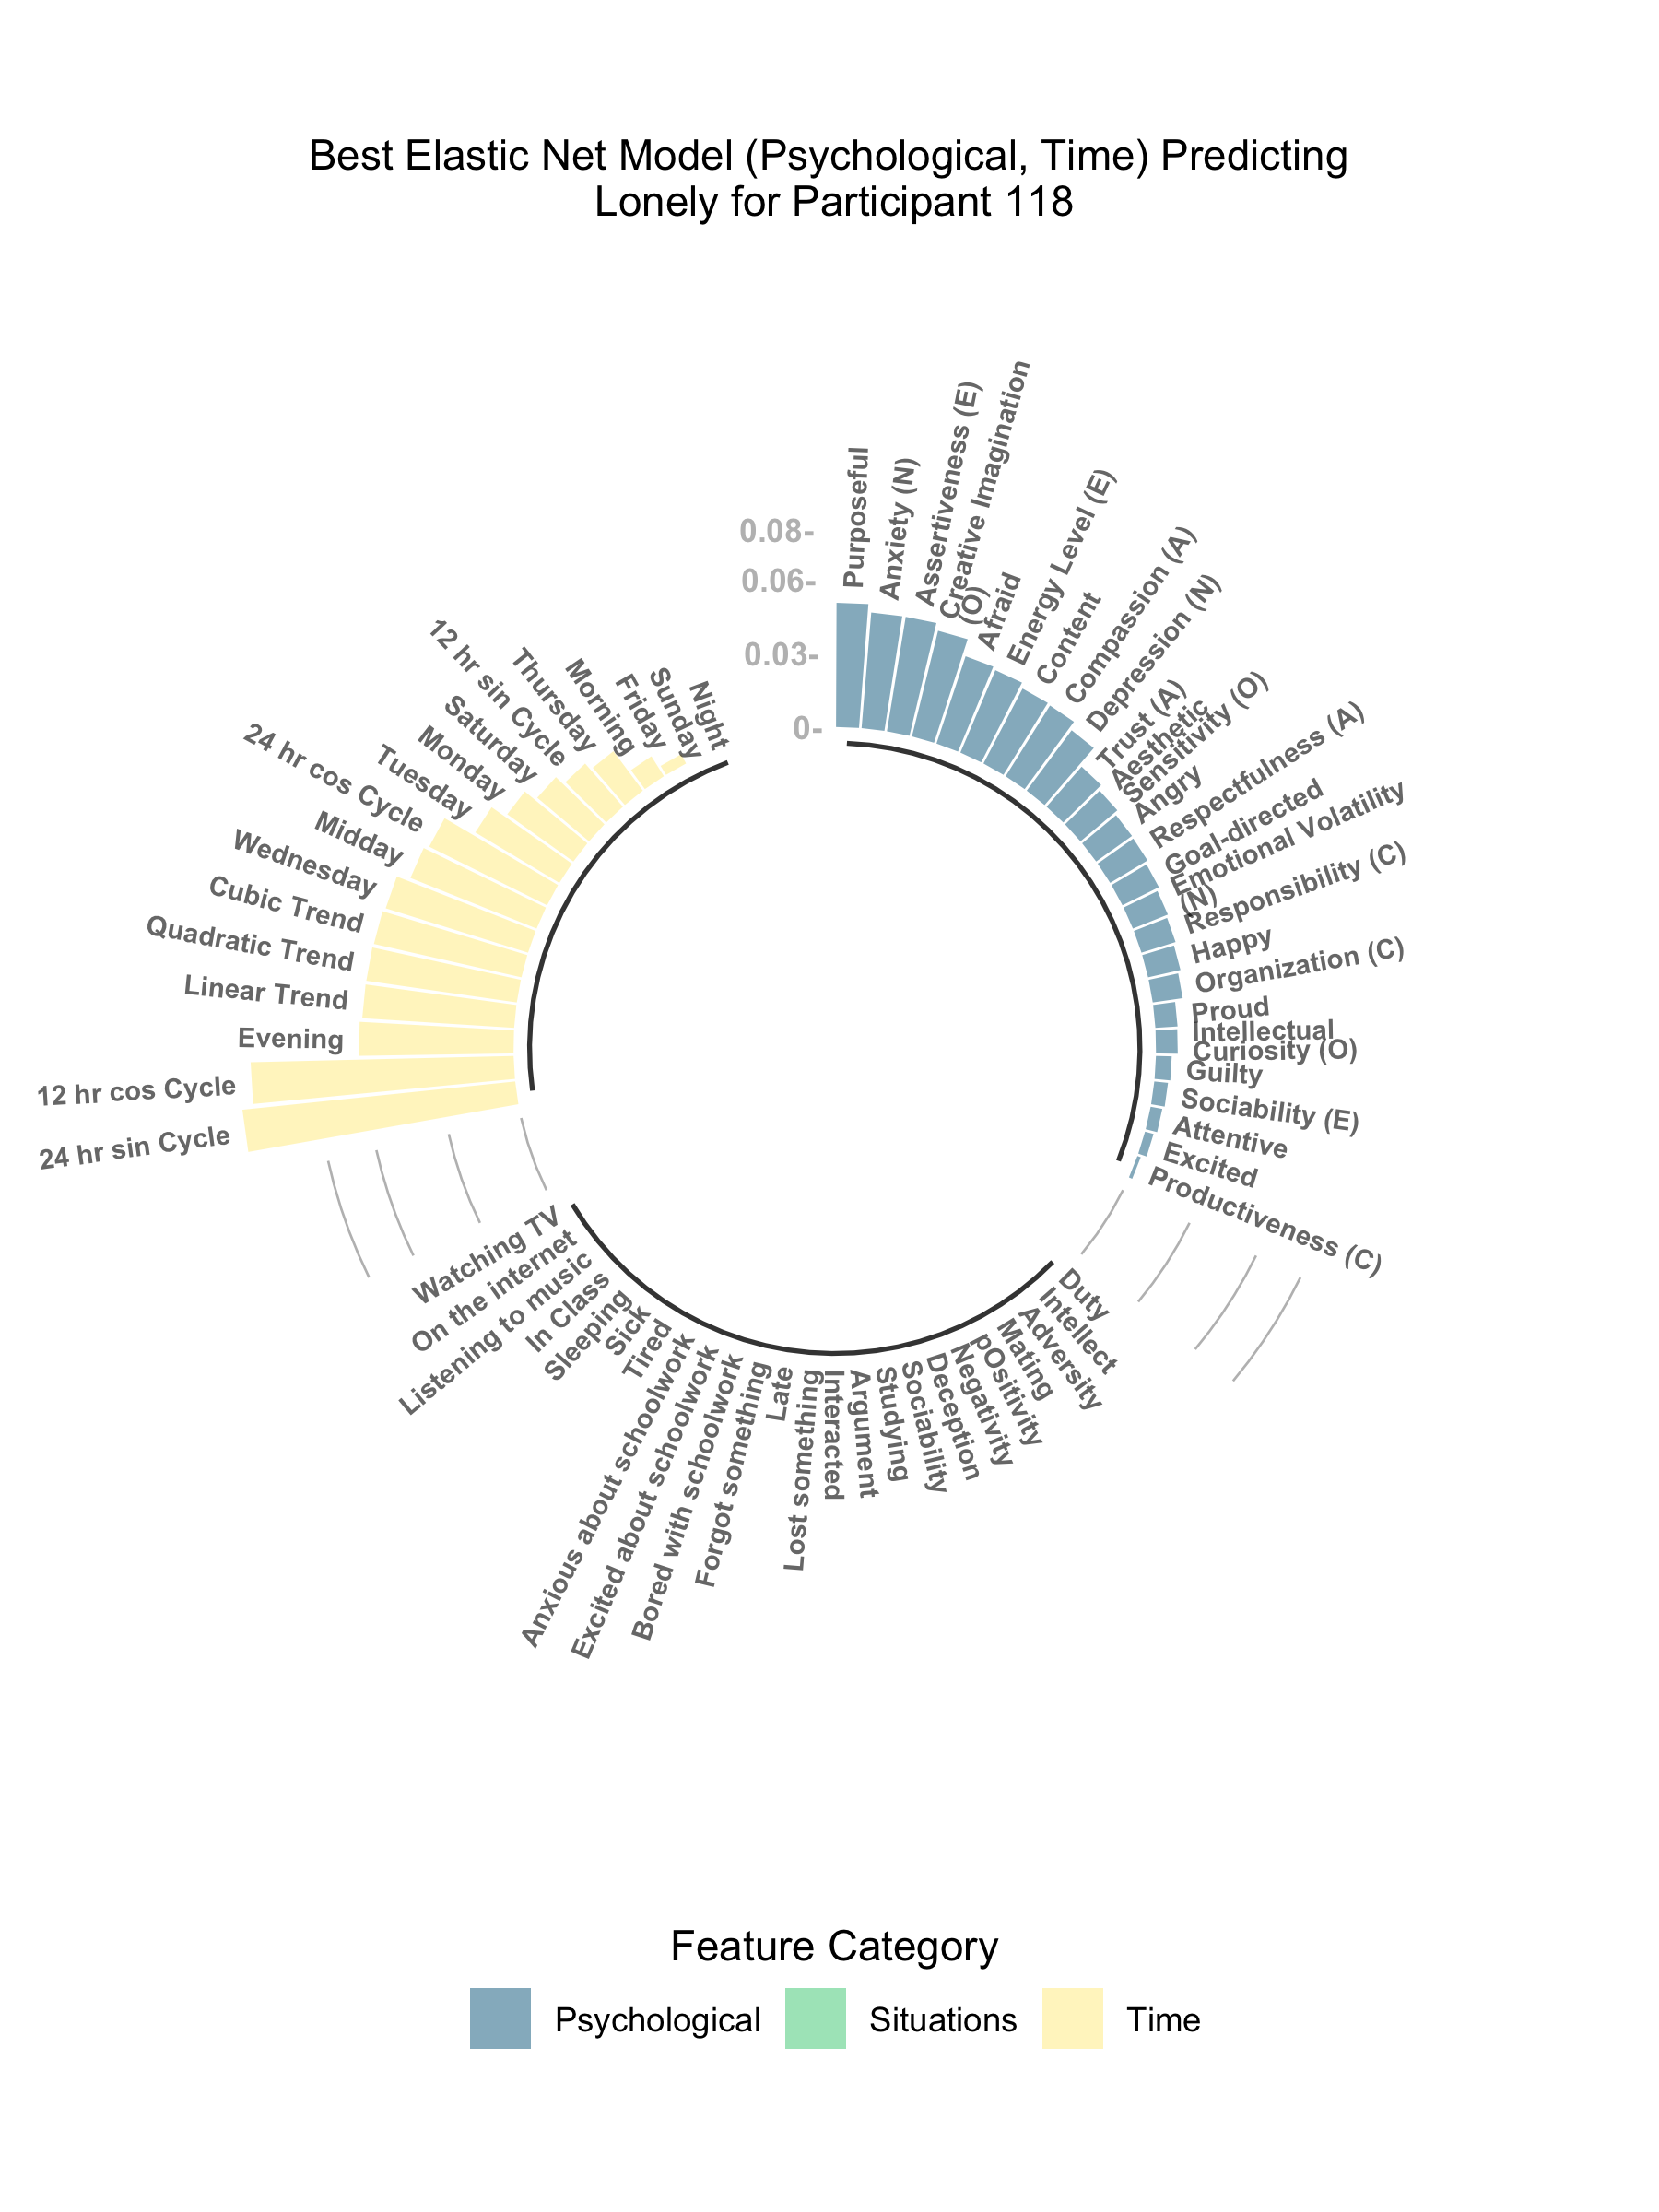 Best Elastic Net Model (Psychological, Time) Predicting
Lonely for Participant 118
0.08-
0.06-
0.03-
0-
Purposeful
Anxiety (N)
Assertiveness (E)
Creative Imagination
(O)
Afraid
Energy Level (E)
Content
Compassion (A)
Depression (N)
Trust (A)
Aesthetic
Sensitivity (O)
Angry
Respectfulness (A)
Goal-directed
Emotional Volatility
(N)
Responsibility (C)
Happy
Organization (C)
Proud
Intellectual
Curiosity (O)
Guilty
Sociability (E)
Attentive
Excited
Productiveness (C)
Duty
Intellect
Adversity
Mating
pOsitivity
Negativity
Deception
Sociability
Studying
Argument
Interacted
Lost something
Late
Forgot something
Bored with schoolwork
Excited about schoolwork
Anxious about schoolwork
Tired
Sick
Sleeping
In Class
Listening to music
On the internet
Watching TV
24 hr sin Cycle
12 hr cos Cycle
Evening
Linear Trend
Quadratic Trend
Cubic Trend
Wednesday
Midday
24 hr cos Cycle
Tuesday
Monday
Saturday
12 hr sin Cycle
Thursday
Morning
Friday
Sunday
Night
Feature Category
Psychological
Situations
Time